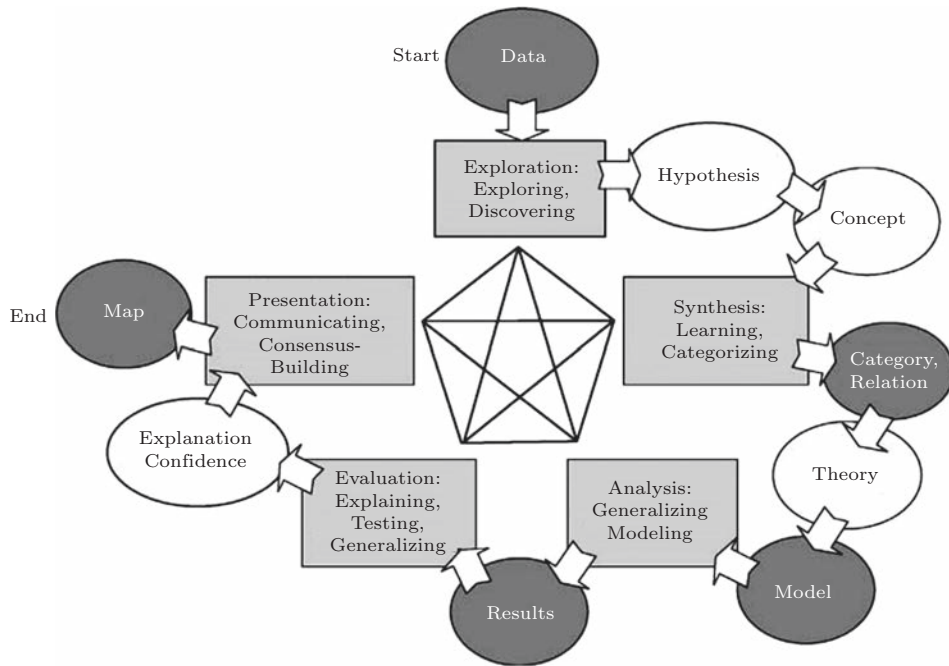 Start
Data
Exploration:
Exploring,
Discovering
Hypothesis
Concept
Synthesis:
Learning,
Categorizing
Category,
Relation
Theory
Model
Analysis:
Generalizing
Modeling
Results
Evaluation:
Explaining,
Testing,
Generalizing
Explanation
Confidence
Presentation:
Communicating,
Consensus-
Building
Map
End